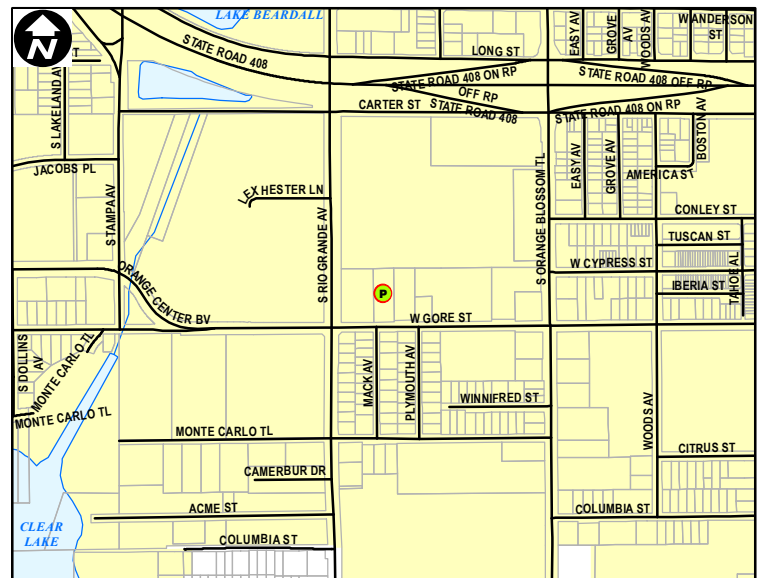 N
LAKE BEARDALL
STATE ROAD 408
LONG ST
EASY AV
GROVE AV
WOODS AV
W ANDERSON ST
ST
S LAKELAND AV
STATE ROAD 408 ON RP
STATE ROAD 408 OFF RP
OFF RP
CARTER ST
STATE ROAD 408
STATE ROAD 408 ON RP
BOSTON AV
JACOBS PL
S TAMPA AV
LEX HESTER LN
S RIO GRANDE AV
S ORANGE BLOSSOM TL
EASY AV
GROVE AV
AMERICA ST
CONLEY ST
TUSCAN ST
W CYPRESS ST
IBERIA ST
TAHOE AL
ORANGE CENTER BV
P
W GORE ST
S DOLLINS AV
MONTE CARLO TL
MACK AV
PLYMOUTH AV
WINNIFRED ST
WOODS AV
MONTE CARLO TL
MONTE CARLO TL
CITRUS ST
CAMERBUR DR
ACME ST
COLUMBIA ST
CLEAR
LAKE
COLUMBIA ST